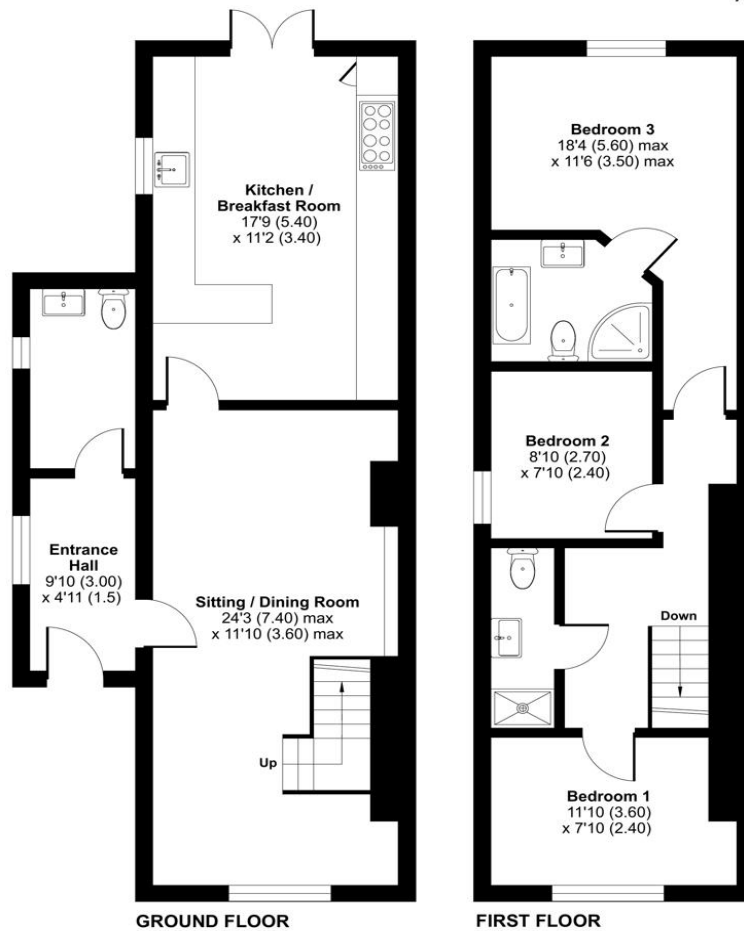 Kitchen /
Breakfast Room
17'9 (5.40)
x 11'2 (3.40)
Entrance
Hall
9'10 (3.00)
x 4'11 (1.5)
Sitting / Dining Room
24'3 (7.40) max
x 11'10 (3.60) max
Up
GROUND FLOOR
Bedroom 3
18'4 (5.60) max
x 11'6 (3.50) max
Bedroom 2
8'10 (2.70)
x 7'10 (2.40)
Down
Bedroom 1
11'10 (3.60)
x 7'10 (2.40)
FIRST FLOOR